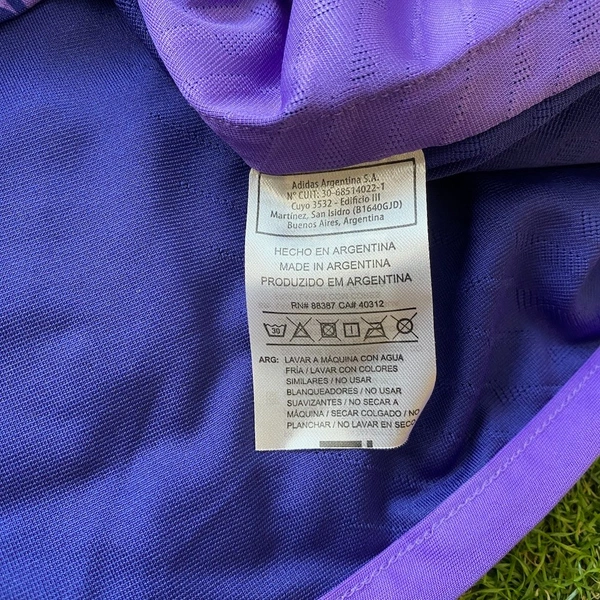 Adidas Argentina S.A.
N° CUIT: 30-68514022-1
Cuyo 3532 - Edificio III
Martínez, San Isidro (B1640GJD)
Buenos Aires, Argentina
HECHO EN ARGENTINA
MADE IN ARGENTINA
PRODUZIDO EM ARGENTINA
RN# 88387 CA# 40312
30
ARG: LAVAR A MÁQUINA CON AGUA
FRÍA / LAVAR CON COLORES
SIMILARES / NO USAR
BLANQUEADORES / NO USAR
SUAVIZANTES / NO SECAR A
MÁQUINA / SECAR COLGADO / NO
PLANCHAR / NO LAVAR EN SECO